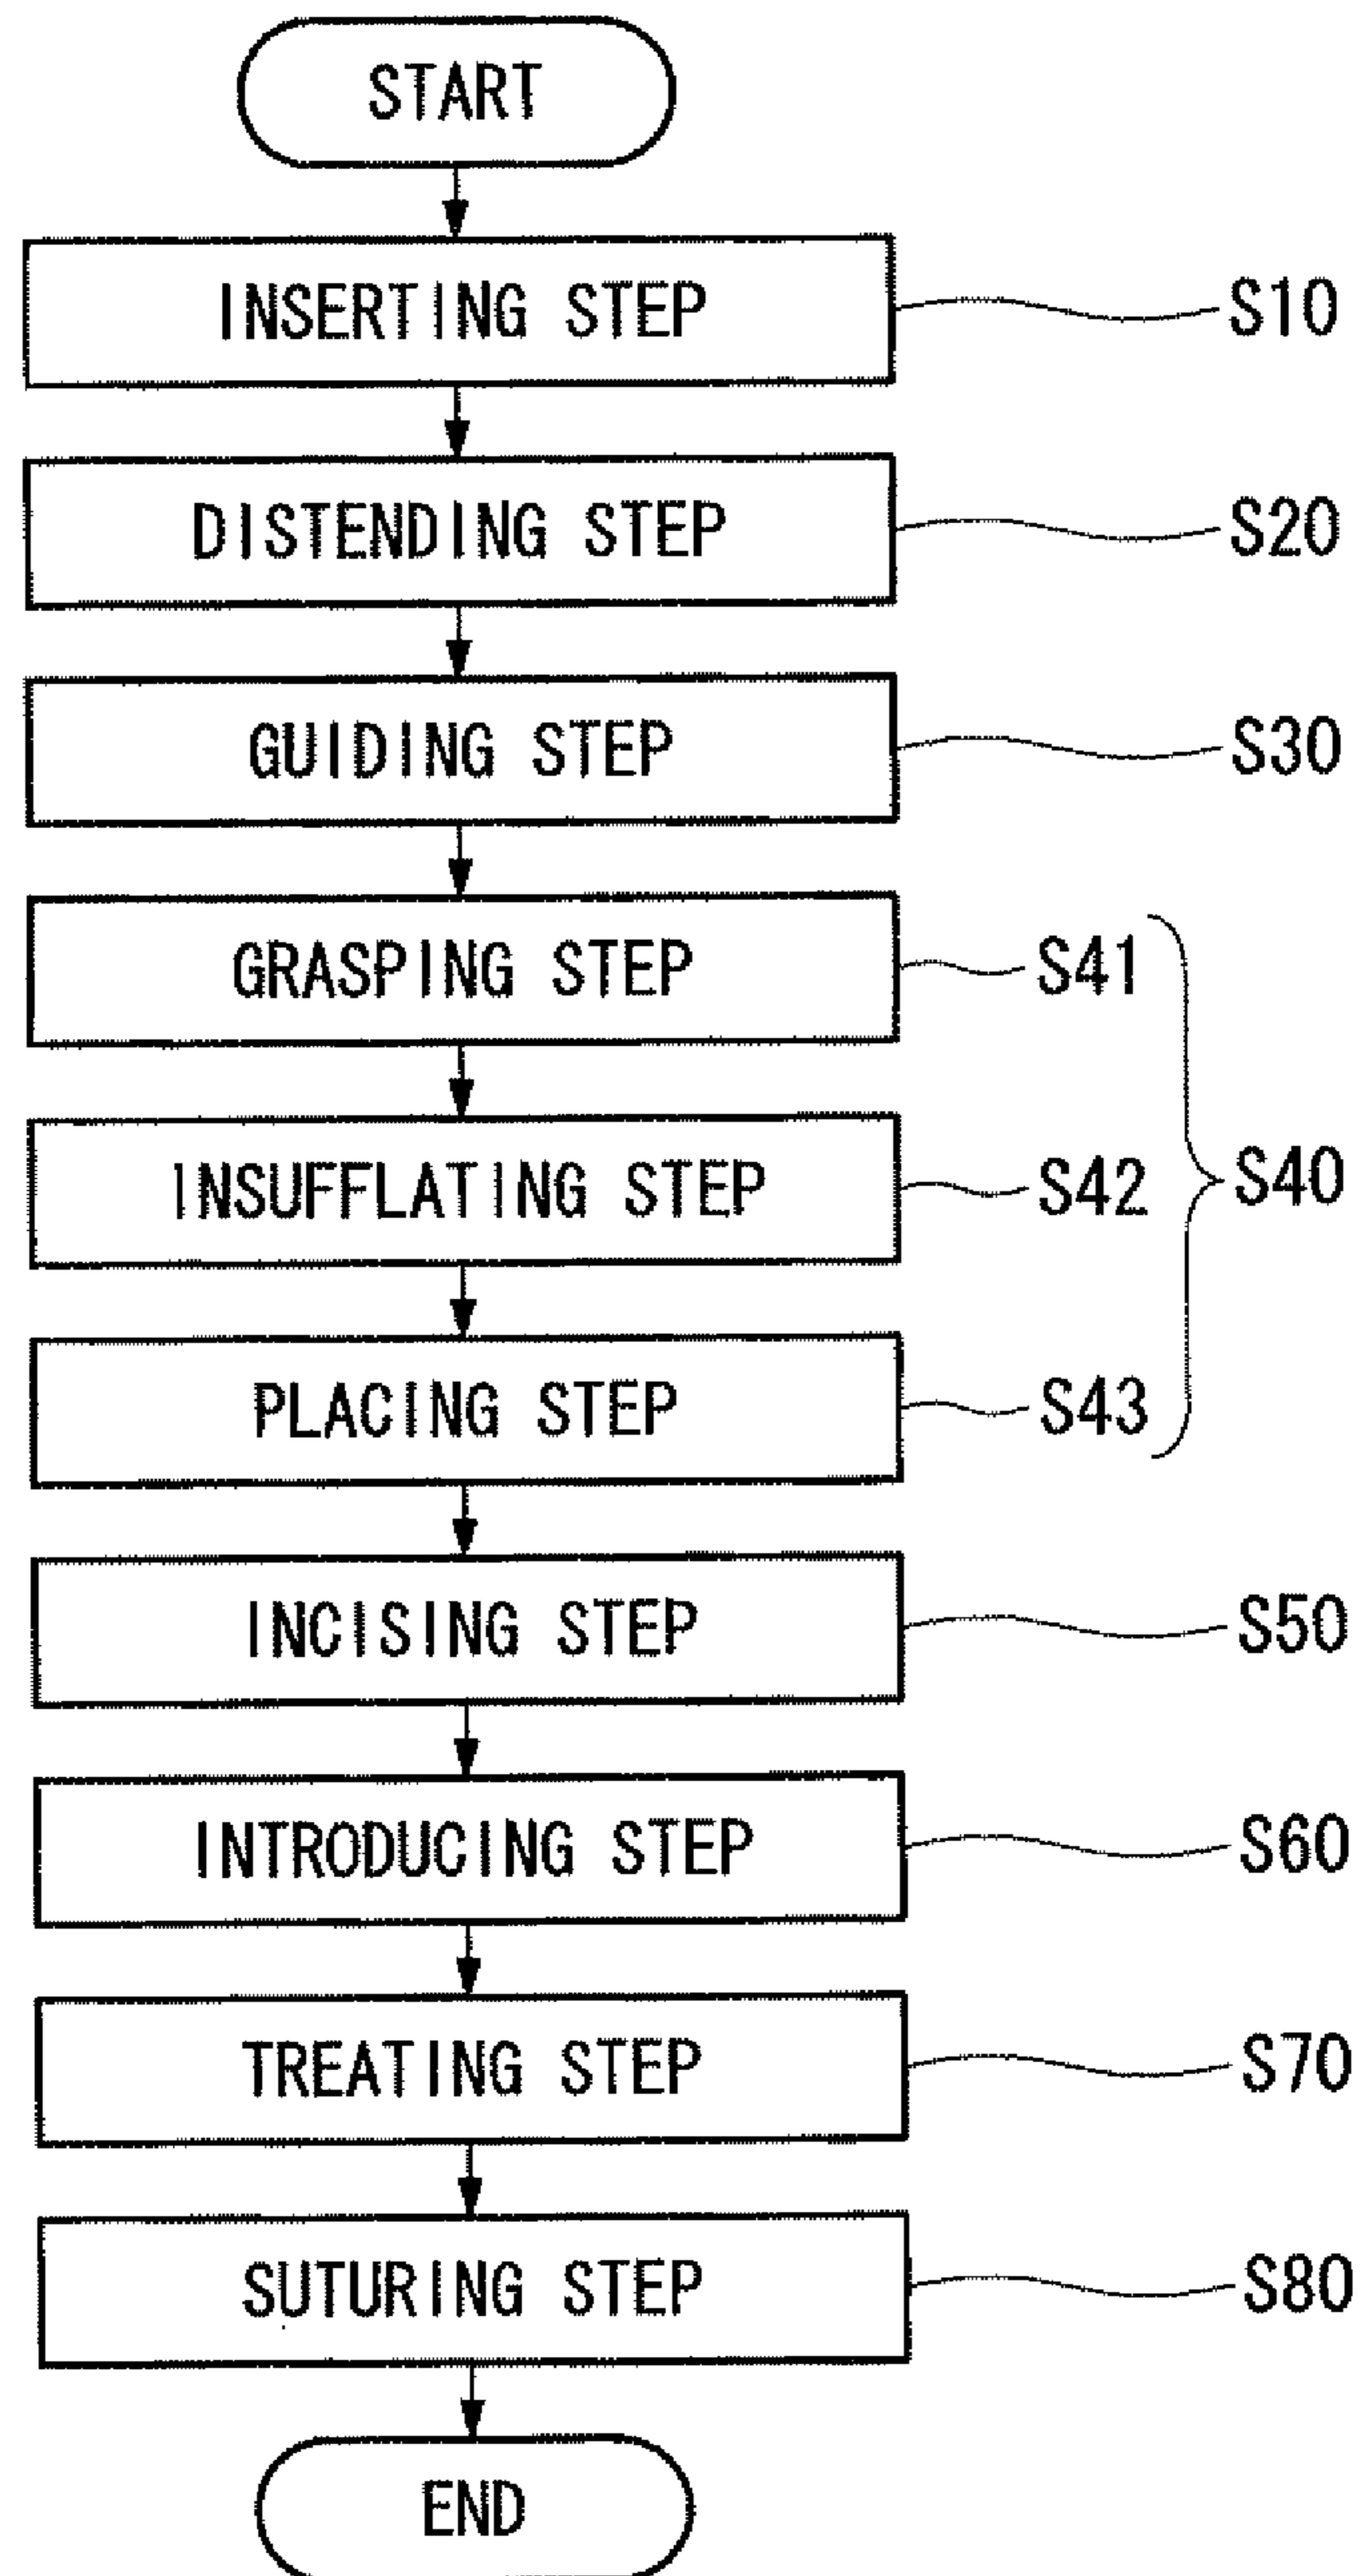 START
INSERTING STEP S10
DISTENDING STEP S20
GUIDING STEP S30
GRASPING STEP S41
INSUFFLATING STEP S42
S40
PLACING STEP S43
INCISING STEP S50
INTRODUCING STEP S60
TREATING STEP S70
SUTURING STEP S80
END